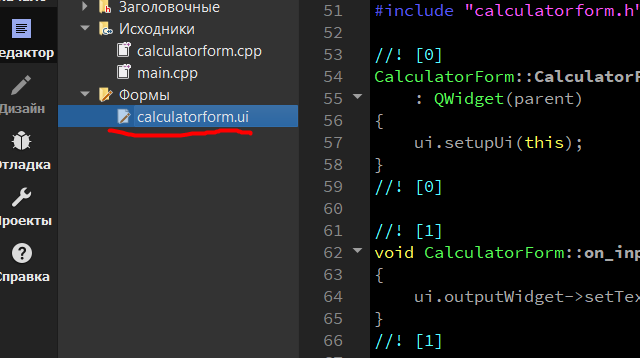 едактор
Дизайн
Отладка
Проекты
Справка
Заголовочные
Исходники
calculatorform.cpp
main.cpp
Формы
calculatorform.ui
51 #include "calculatorform.h"
52
53 //! [0]
54 CalculatorForm::CalculatorF
55 : QWidget(parent)
56 {
57 ui.setupUi(this);
58 }
59 //! [0]
60
61 //! [1]
62 void CalculatorForm::on_inp
63 {
64 ui.outputWidget->setTex
65 }
66 //! [1]